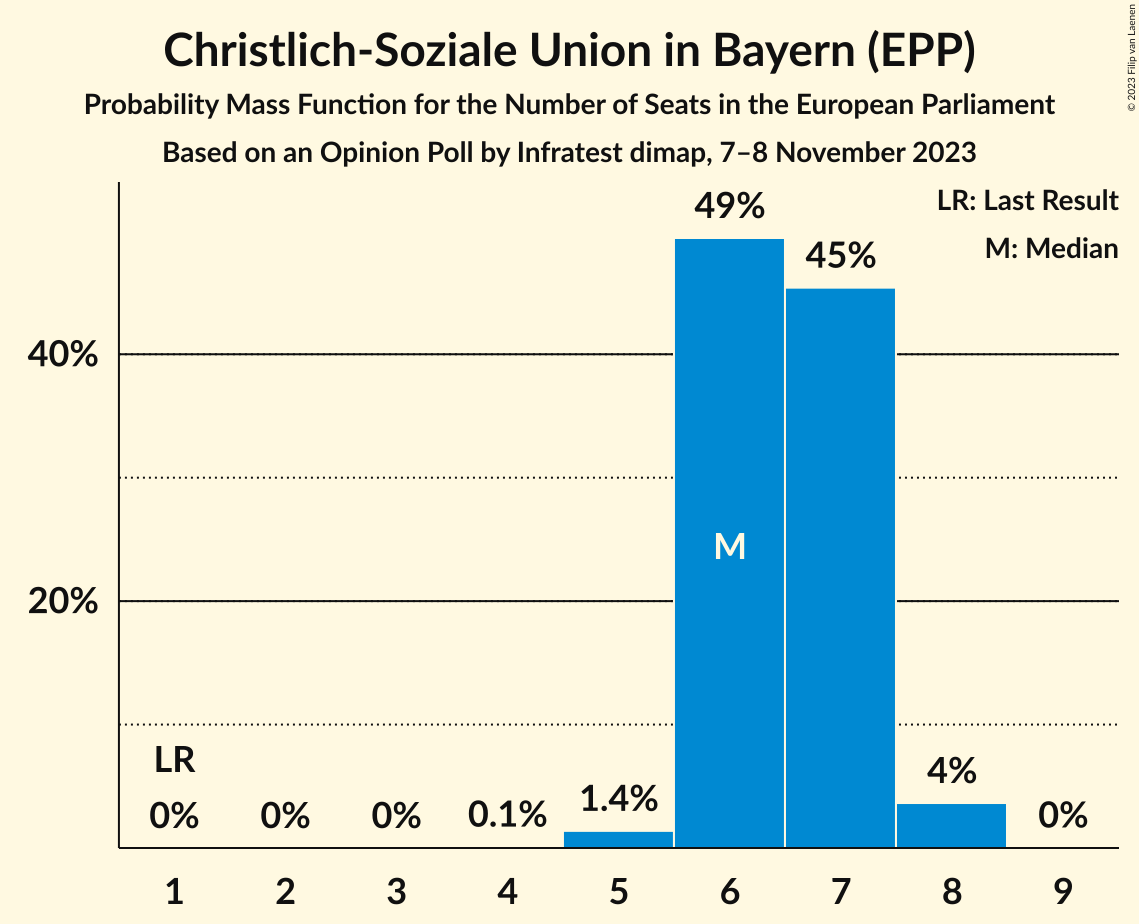 Christlich-Soziale Union in Bayern (EPP)
Probability Mass Function for the Number of Seats in the European Parliament
Based on an Opinion Poll by Infratest dimap, 7–8 November 2023
© 2023 Filip van Laenen
LR: Last Result
M: Median
49%
45%
40%
M
20%
LR
0%
0%
0%
0.1%
1.4%
4%
0%
1 2 3 4 5 6 7 8 9